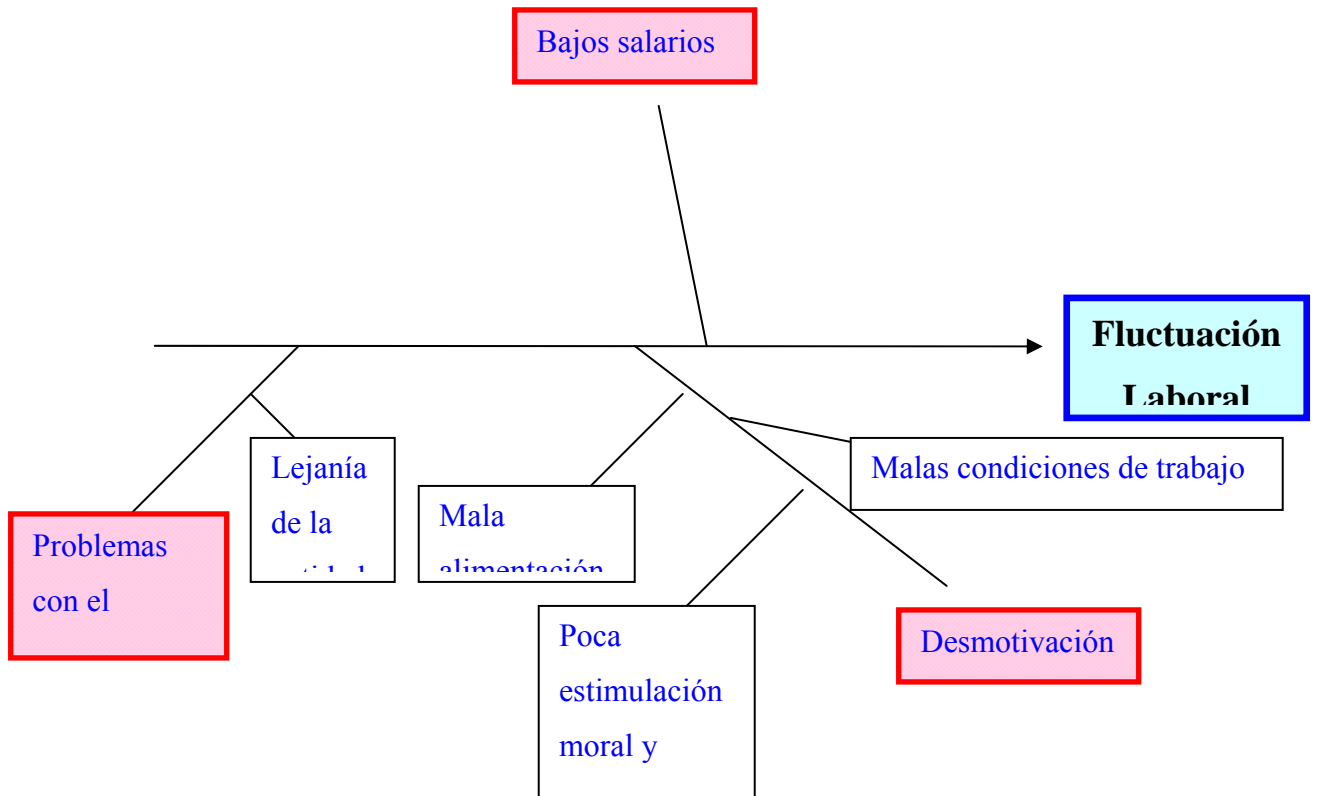 Bajos salarios
Fluctuación
Laboral
Lejanía
de la
Malas condiciones de trabajo
Mala
alimentación
Problemas
con el
Poca
estimulación
moral y
Desmotivación